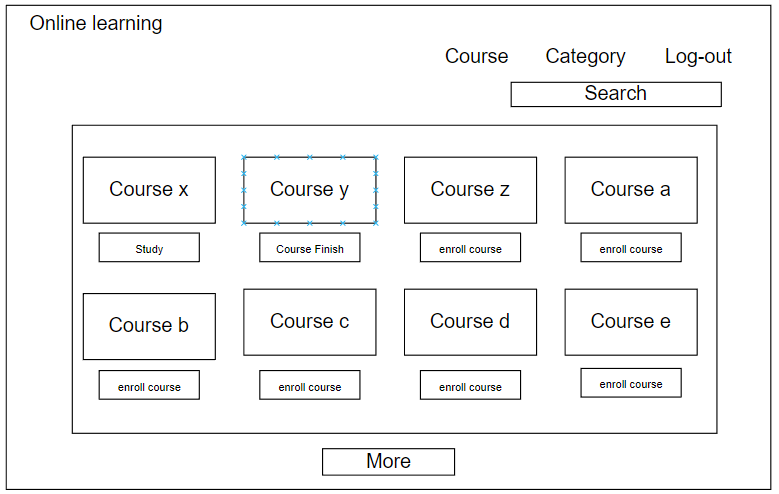 Online learning
Course Category Log-out
Search
Course x Course y Course z Course a
Study Course Finish enroll course enroll course
Course b Course c Course d Course e
enroll course enroll course enroll course enroll course
More